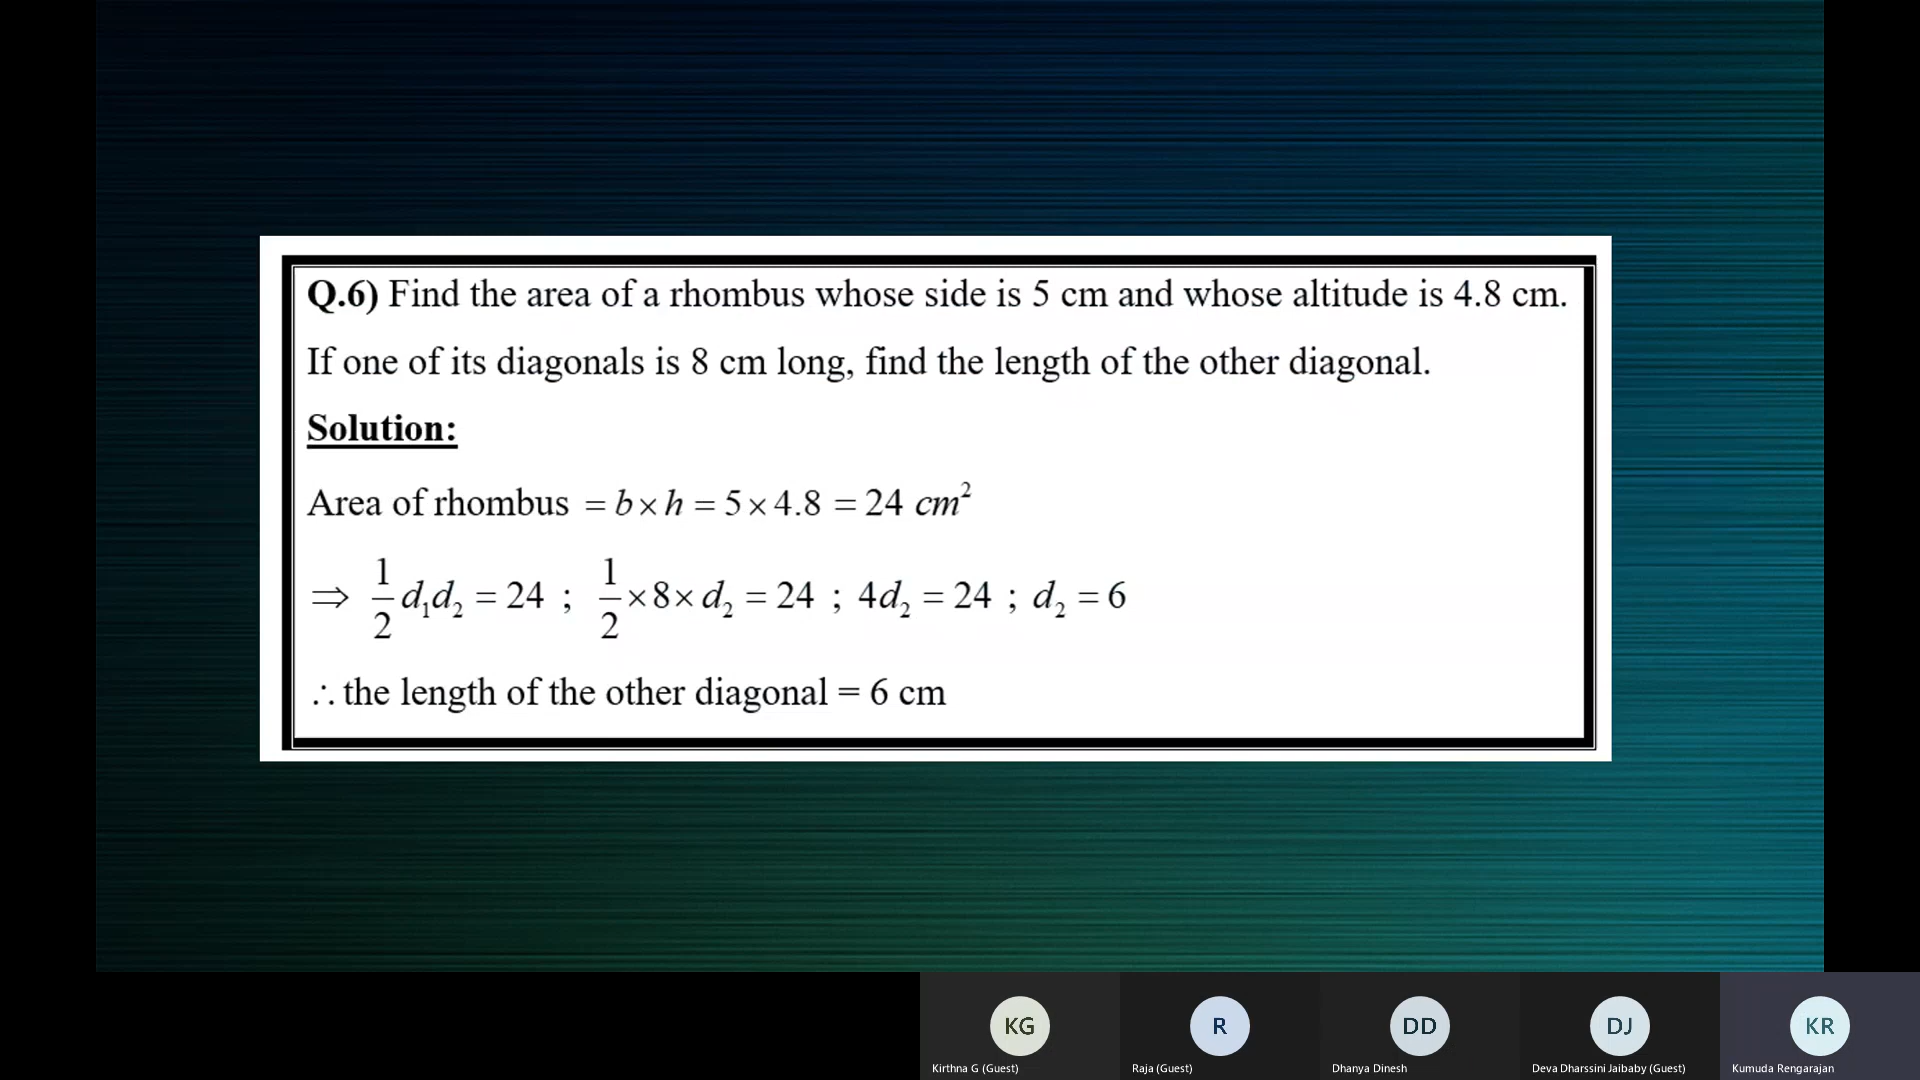 Q.6) Find the area of a rhombus whose side is 5 cm and whose altitude is 4.8 cm.
If one of its diagonals is 8 cm long, find the length of the other diagonal.
Solution:
Area of rhombus = b × h = 5 × 4.8 = 24 cm²
⇒ 1/2 d₁d₂ = 24 ; 1/2 × 8 × d₂ = 24 ; 4d₂ = 24 ; d₂ = 6
∴ the length of the other diagonal = 6 cm
KG R DD DJ KR
Kirthna G (Guest) Raja (Guest) Dhanya Dinesh Deva Dharssini Jaibaby (Guest) Kumuda Rengarajan